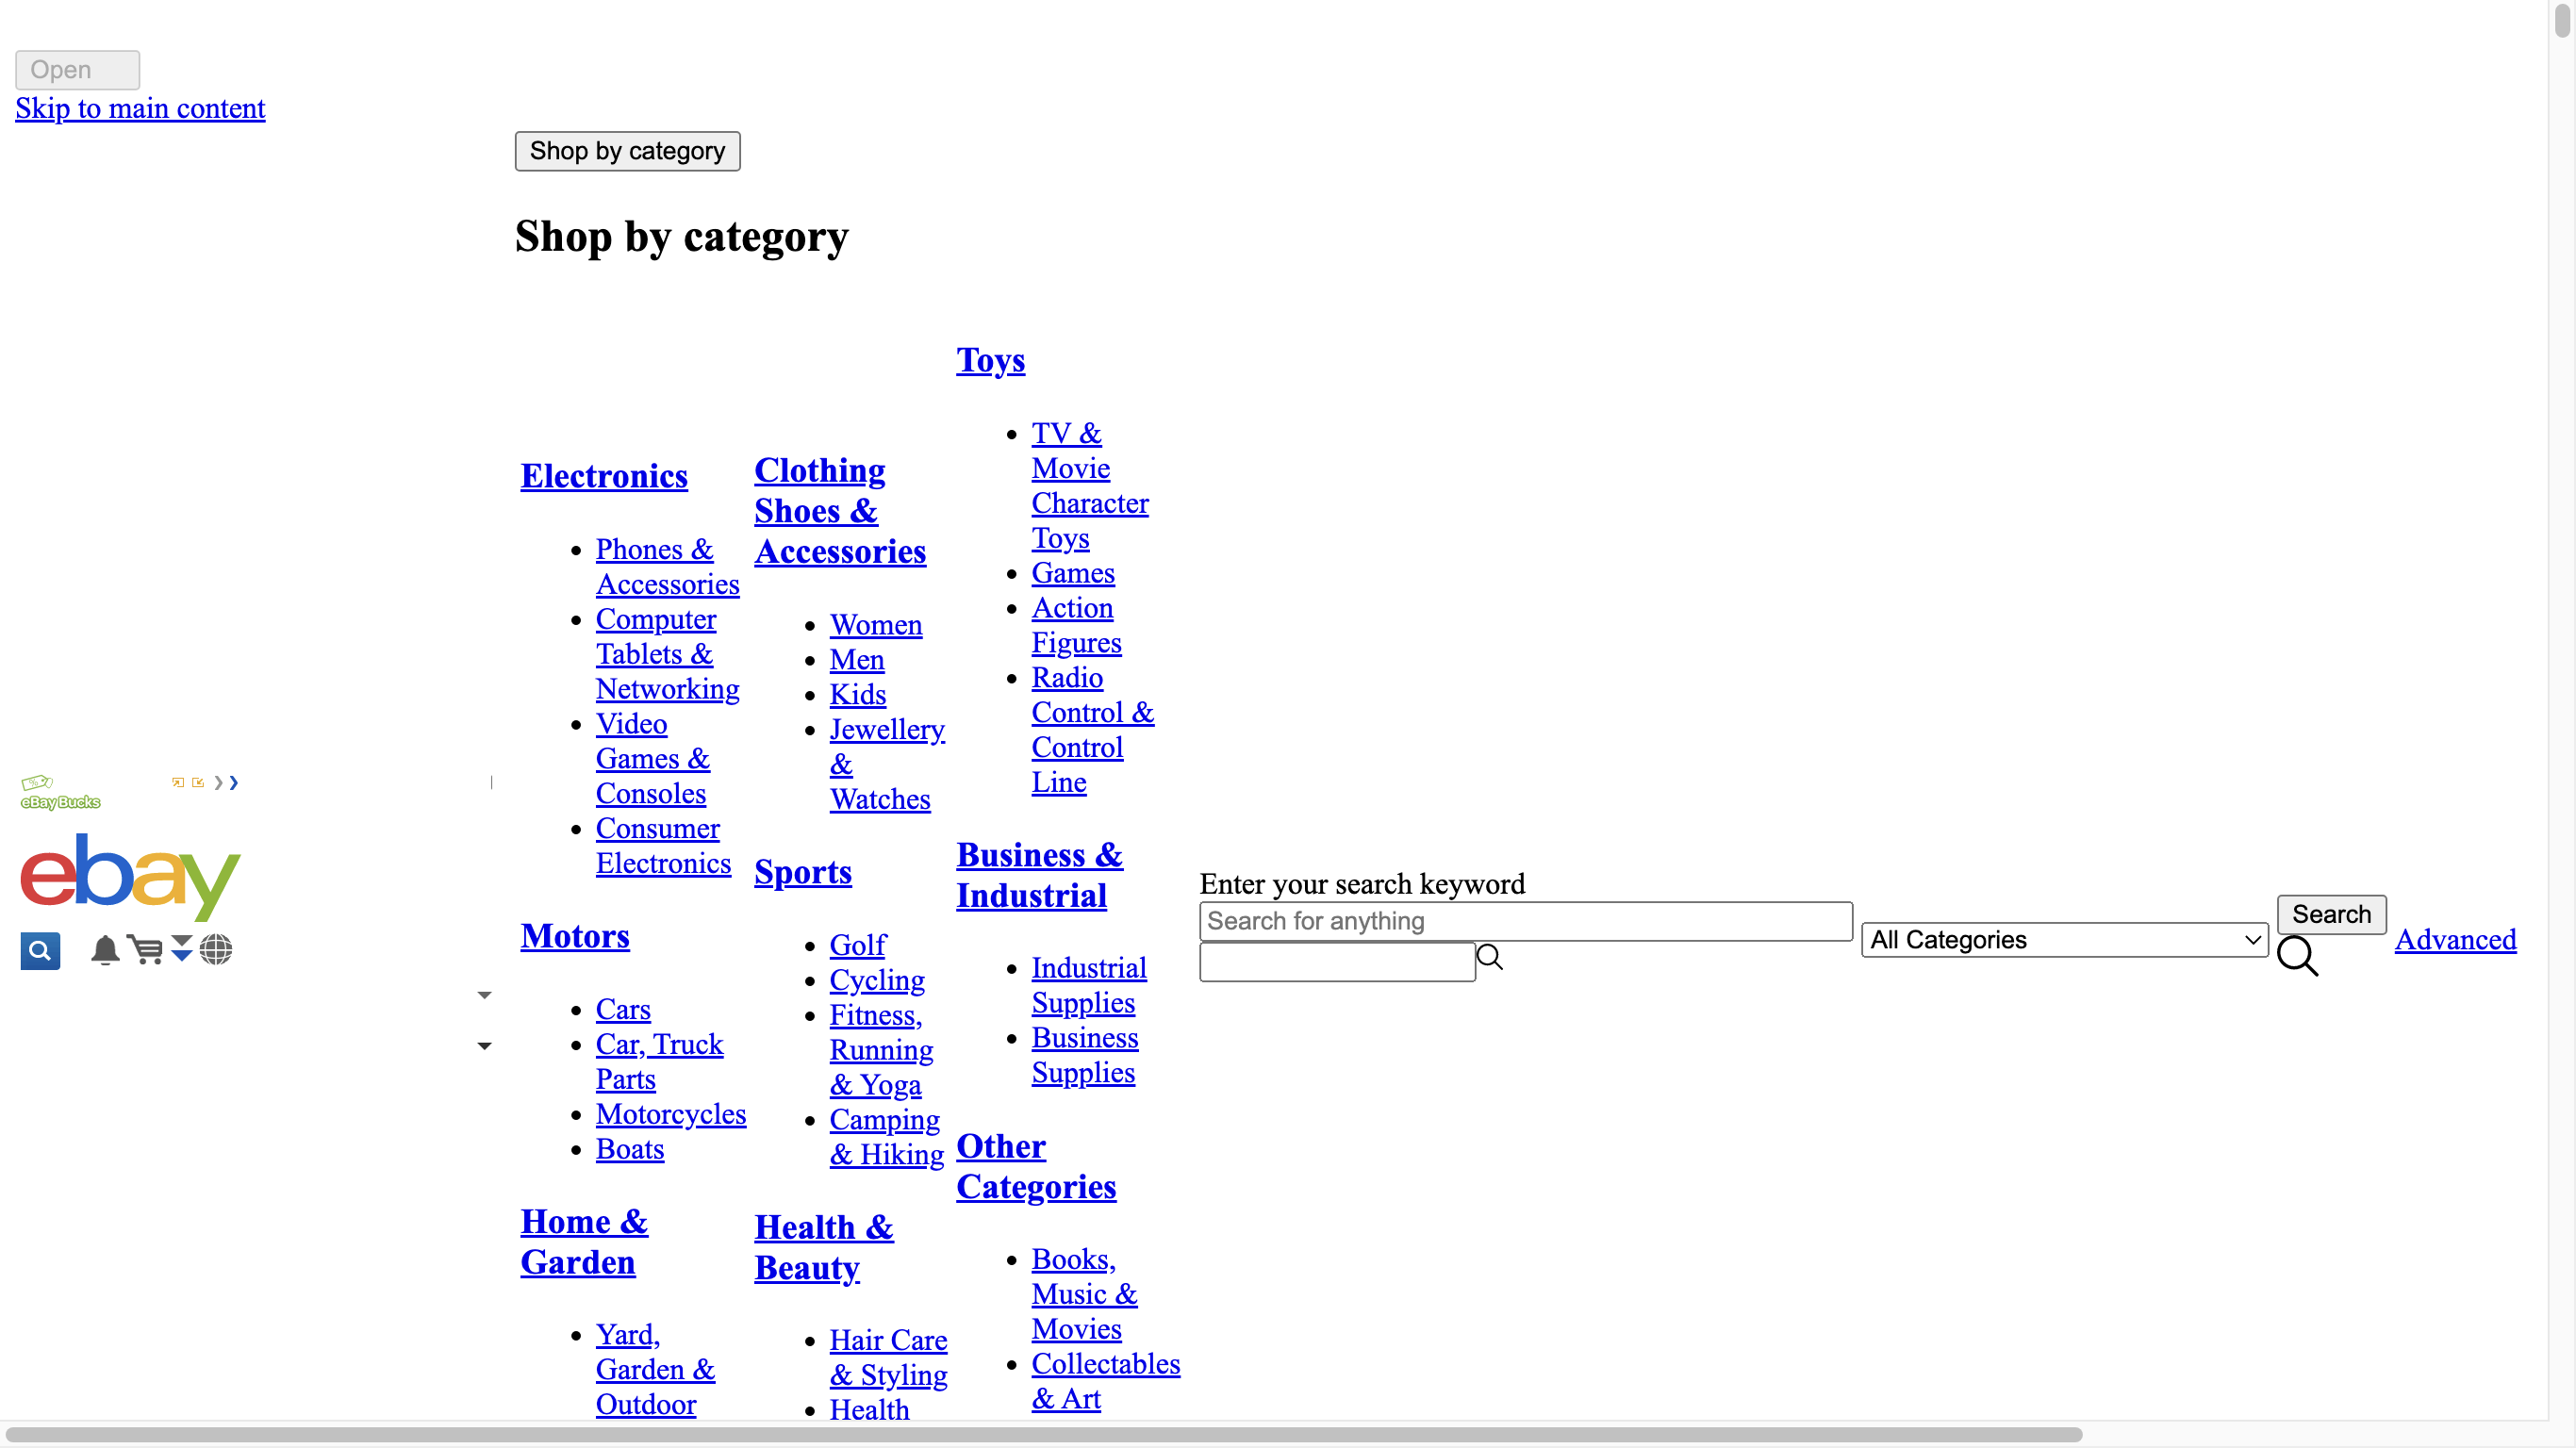 Open
Skip to main content
Shop by category
Shop by category
Electronics
Phones &
Accessories
Computer
Tablets &
Networking
Video
Games &
Consoles
Consumer
Electronics
Motors
Cars
Car, Truck
Parts
Motorcycles
Boats
Home &
Garden
Yard,
Garden &
Outdoor
Clothing
Shoes &
Accessories
Women
Men
Kids
Jewellery
&
Watches
Sports
Golf
Cycling
Fitness,
Running
& Yoga
Camping
& Hiking
Health &
Beauty
Hair Care
& Styling
Health
Toys
TV &
Movie
Character
Toys
Games
Action
Figures
Radio
Control &
Control
Line
Business &
Industrial
Industrial
Supplies
Business
Supplies
Other
Categories
Books,
Music &
Movies
Collectables
& Art
eBay Bucks
ebay
Enter your search keyword
Search for anything
All Categories
Search
Advanced